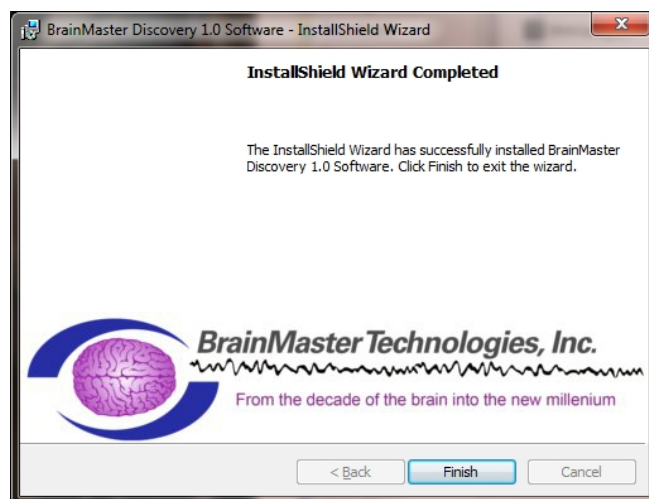 BrainMaster Discovery 1.0 Software - InstallShield Wizard
InstallShield Wizard Completed
The InstallShield Wizard has successfully installed BrainMaster
Discovery 1.0 Software. Click Finish to exit the wizard.
BrainMaster Technologies, Inc.
From the decade of the brain into the new millenium
< Back
Finish
Cancel